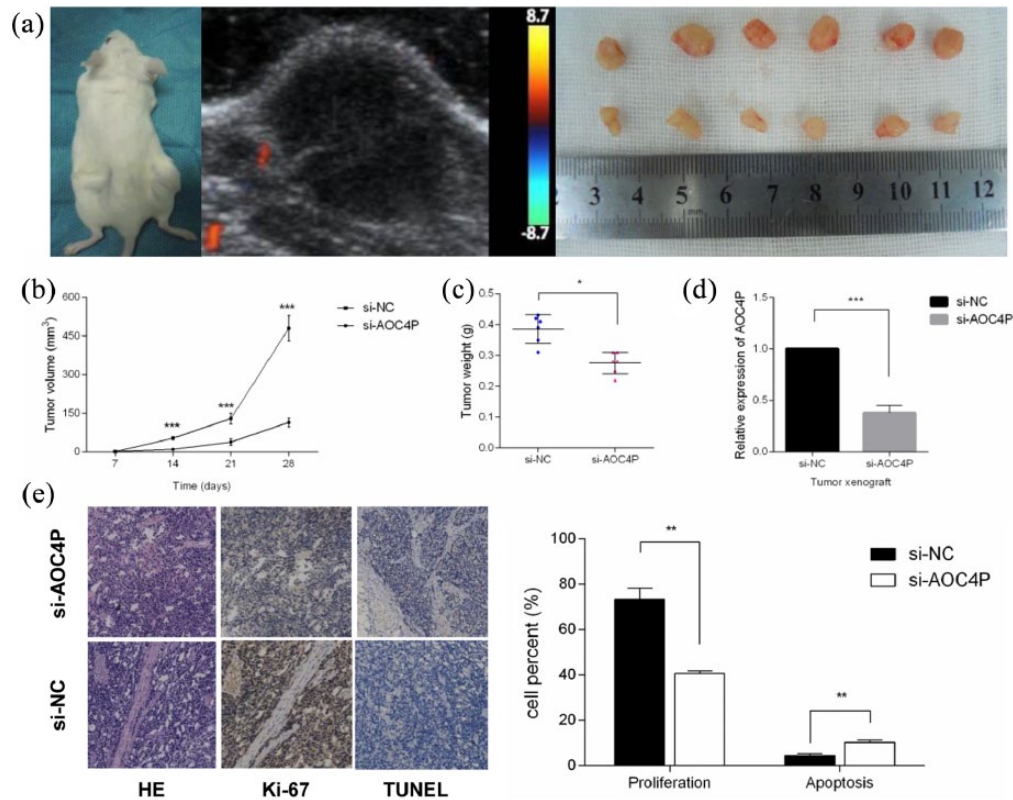 (a)
8.7
-8.7
2 3 4 5 6 7 8 9 10 11 12
mm
(b)
Tumor volume (mm3)
600
450
300
150
0
7 14 21 28
Time (days)
***
***
***
si-NC
si-AOC4P
(c)
Tumor weight (g)
0.5
0.4
0.3
0.2
0.1
0.0
*
si-NC si-AOC4P
(d)
Relative expression of AOC4P
1.5
1.0
0.5
0.0
***
si-NC
si-AOC4P
si-NC si-AOC4P
Tumor xenograft
(e)
si-AOC4P
si-NC
HE Ki-67 TUNEL
cell percent (%)
100
80
60
40
20
0
**
**
si-NC
si-AOC4P
Proliferation Apoptosis